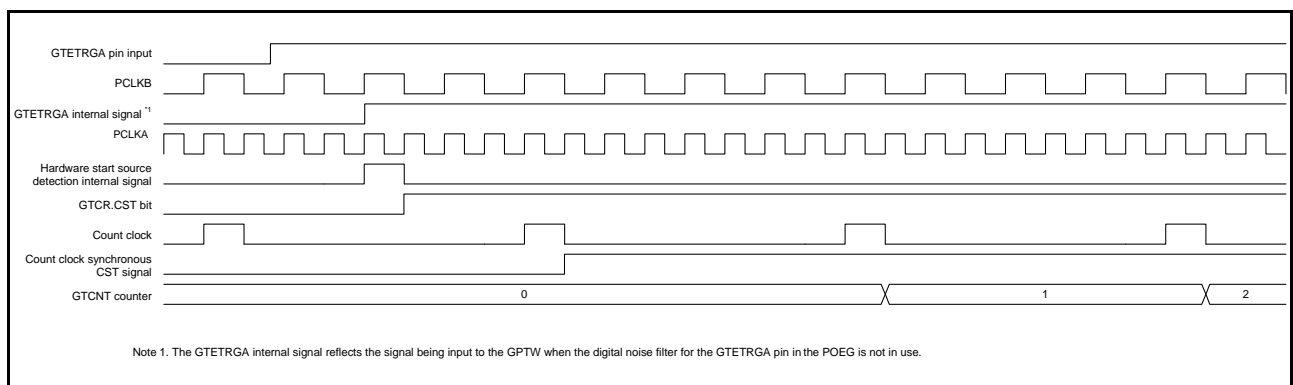 GTETRGA pin input
PCLKB
GTETRGA internal signal *1
PCLKA
Hardware start source
detection internal signal
GTCR.CST bit
Count clock
Count clock synchronous
CST signal
GTCNT counter
0
1
2
Note 1. The GTETRGA internal signal reflects the signal being input to the GPTW when the digital noise filter for the GTETRGA pin in the POEG is not in use.